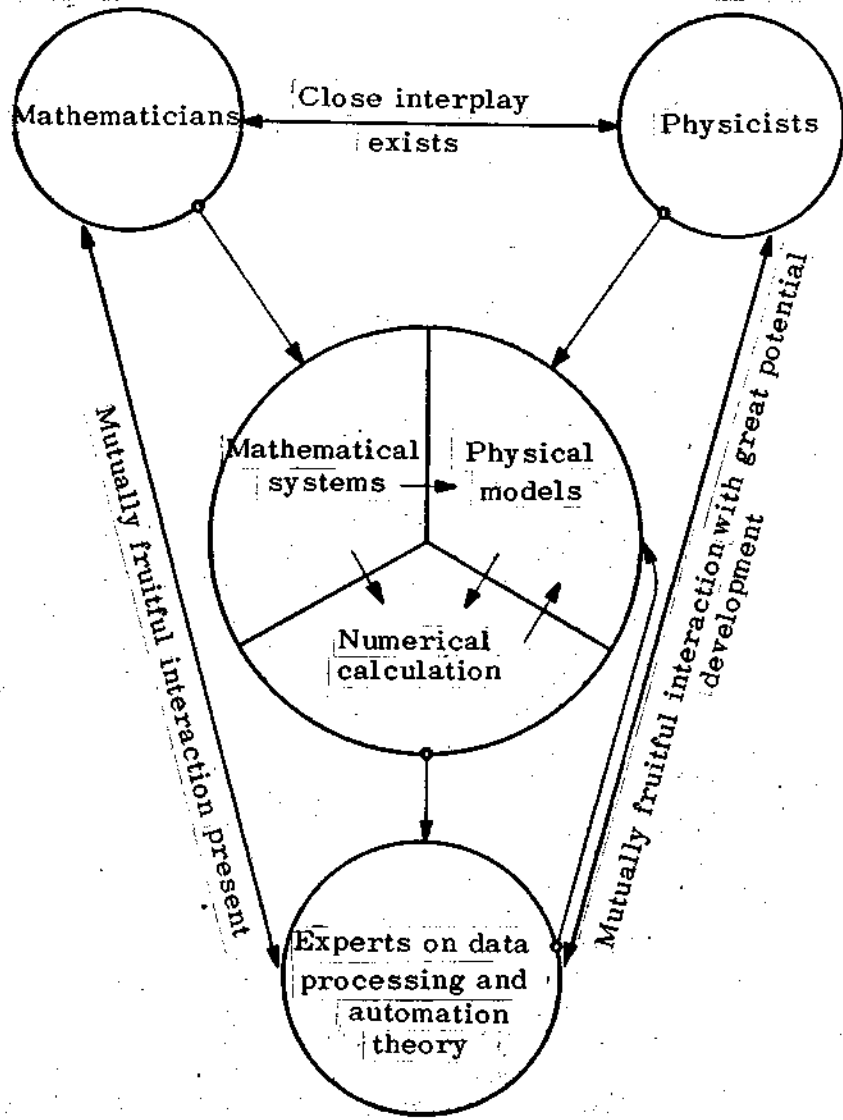 Mathematicians
Close interplay
exists
Physicists
Mathematical
systems
Physical
models
Numerical
calculation
Mutually fruitful interaction present
Mutually fruitful interaction with great potential
development
Experts on data
processing and
automation
theory